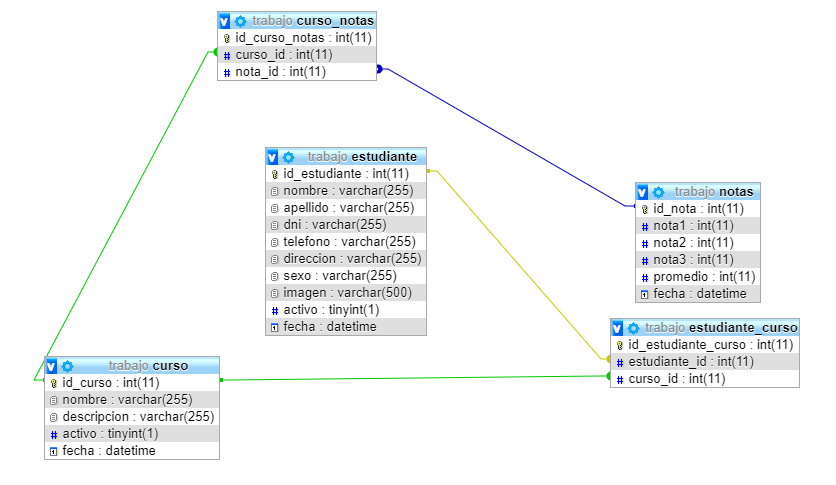 trabajo curso_notas
id_curso_notas : int(11)
curso_id : int(11)
nota_id : int(11)
trabajo estudiante
id_estudiante : int(11)
nombre : varchar(255)
apellido : varchar(255)
dni : varchar(255)
telefono : varchar(255)
direccion : varchar(255)
sexo : varchar(255)
imagen : varchar(500)
activo : tinyint(1)
fecha : datetime
trabajo notas
id_nota : int(11)
nota1 : int(11)
nota2 : int(11)
nota3 : int(11)
promedio : int(11)
fecha : datetime
trabajo estudiante_curso
id_estudiante_curso : int(11)
estudiante_id : int(11)
curso_id : int(11)
trabajo curso
id_curso : int(11)
nombre : varchar(255)
descripcion : varchar(255)
activo : tinyint(1)
fecha : datetime